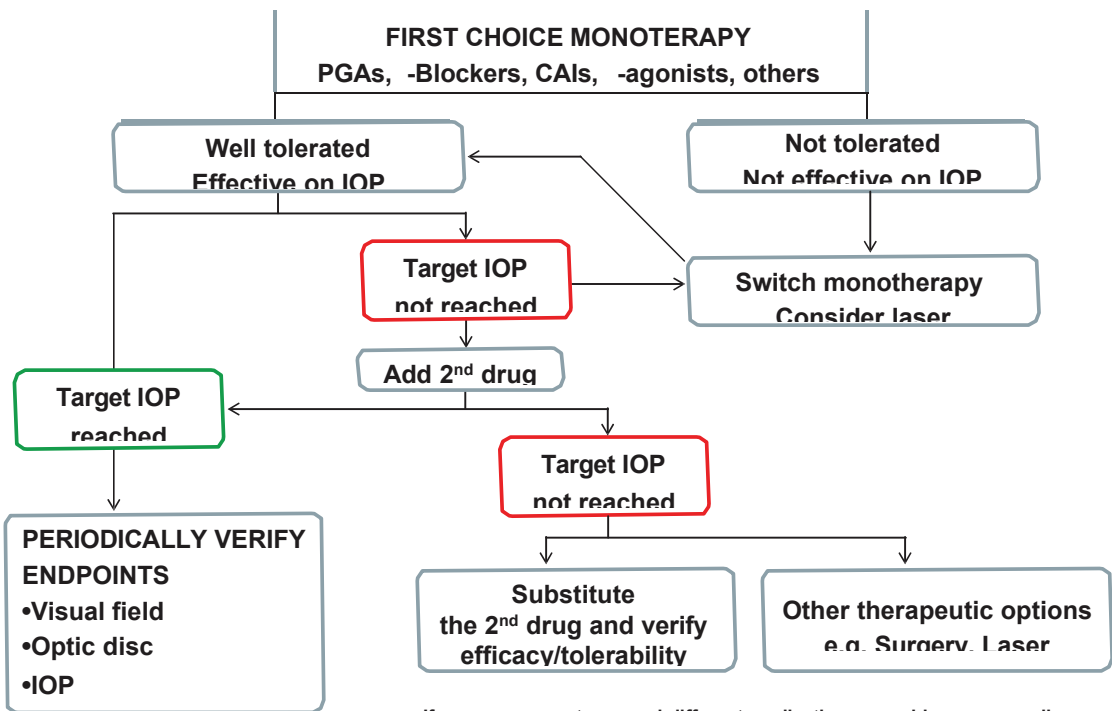 FIRST CHOICE MONOTERAPY
PGAs, -Blockers, CAIs, -agonists, others
Well tolerated
Effective on IOP
Not tolerated
Not effective on IOP
Target IOP
not reached
Switch monotherapy
Consider laser
Add 2nd drug
Target IOP
reached
Target IOP
not reached
PERIODICALLY VERIFY
ENDPOINTS
•Visual field
•Optic disc
•IOP
Substitute
the 2nd drug and verify
efficacy/tolerability
Other therapeutic options
e.g. Surgery, Laser